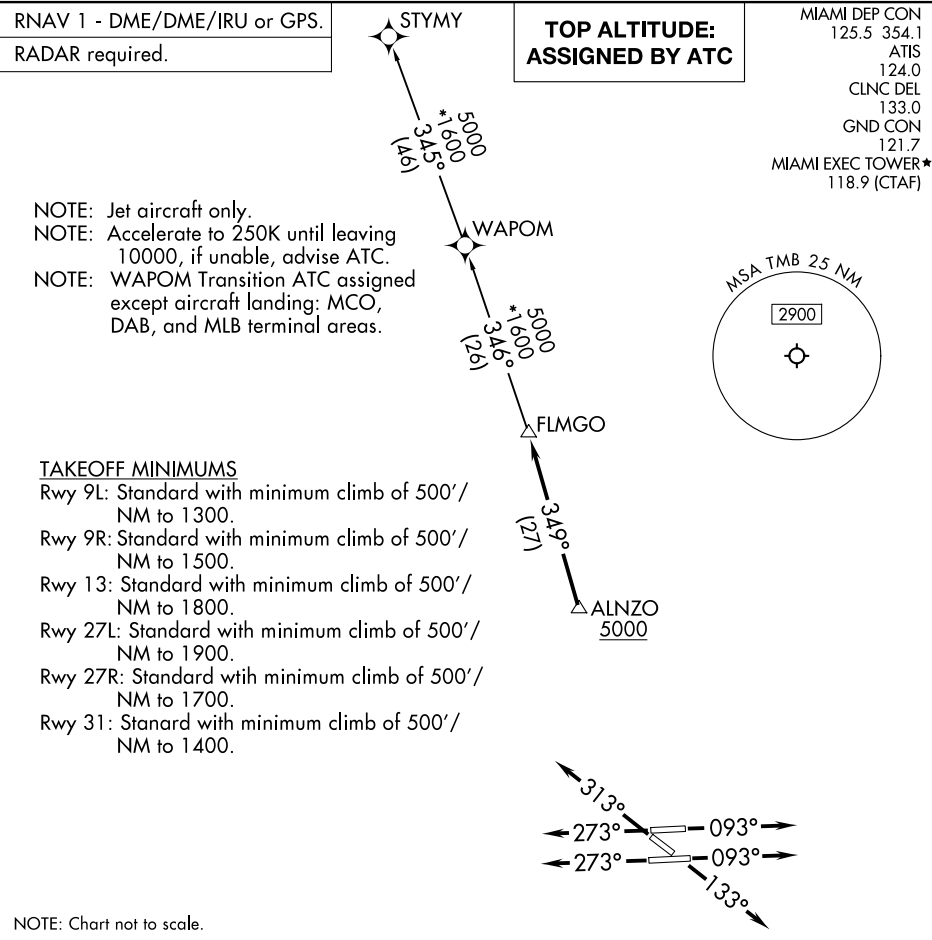 RNAV 1 - DME/DME/IRU or GPS.
RADAR required.
STYMY
TOP ALTITUDE:
ASSIGNED BY ATC
MIAMI DEP CON
125.5 354.1
ATIS
124.0
CLNC DEL
133.0
GND CON
121.7
MIAMI EXEC TOWER★
118.9 (CTAF)
5000
*1600
345°
(46)
NOTE: Jet aircraft only.
NOTE: Accelerate to 250K until leaving
10000, if unable, advise ATC.
NOTE: WAPOM Transition ATC assigned
except aircraft landing: MCO,
DAB, and MLB terminal areas.
WAPOM
MSA TMB 25 NM
2900
5000
*1600
346°
(26)
FLMGO
TAKEOFF MINIMUMS
Rwy 9L: Standard with minimum climb of 500'/
NM to 1300.
Rwy 9R: Standard with minimum climb of 500'/
NM to 1500.
Rwy 13: Standard with minimum climb of 500'/
NM to 1800.
Rwy 27L: Standard with minimum climb of 500'/
NM to 1900.
Rwy 27R: Standard wtih minimum climb of 500'/
NM to 1700.
Rwy 31: Stanard with minimum climb of 500'/
NM to 1400.
349°
(27)
ALNZO
5000
313°
273°
093°
273°
093°
133°
NOTE: Chart not to scale.